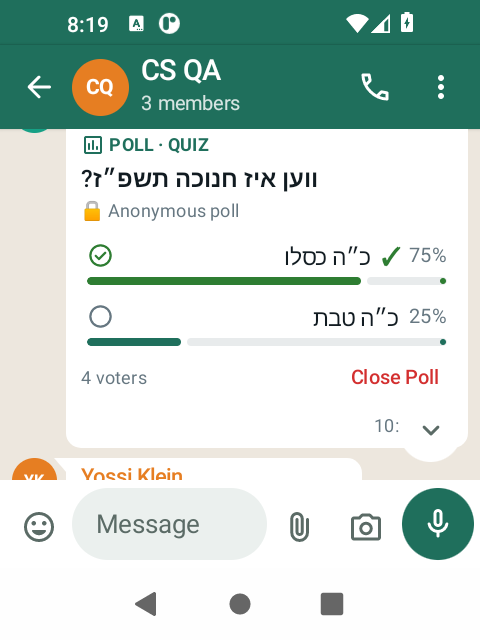 8:19
CQ
CS QA
3 members
POLL · QUIZ
ווען איז חנוכה תשפ״ז?
Anonymous poll
כ״ה כסלו ✓ 75%
כ״ה טבת 25%
4 voters Close Poll
10:
Yossi Klein
Message